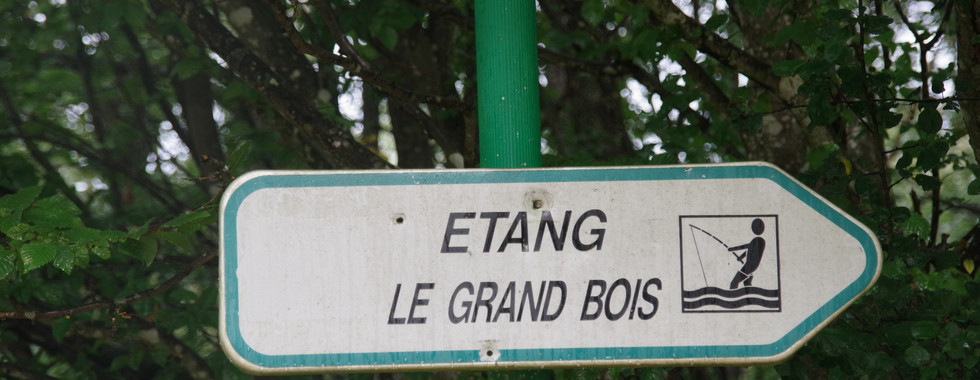 ETANG
LE GRAND BOIS